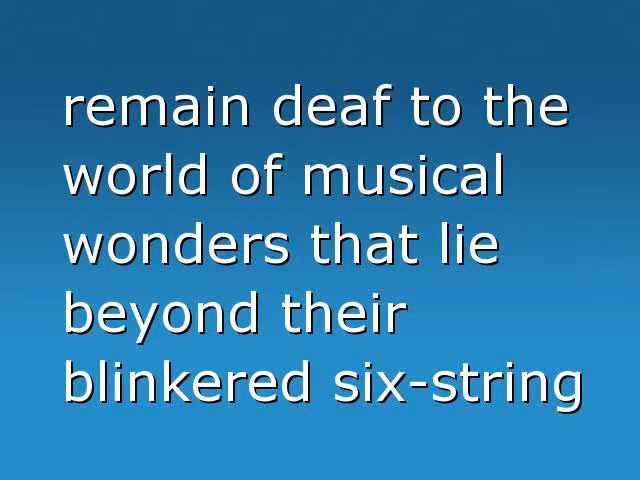 remain deaf to the
world of musical
wonders that lie
beyond their
blinkered six-string